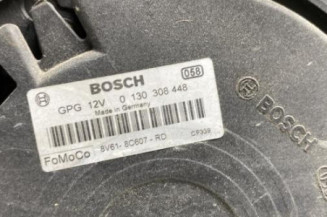 BOSCH
058
GPG 12V 0 130 308 448
Made in Germany
FoMoCo 8V61-8C607-RD
BOSCH